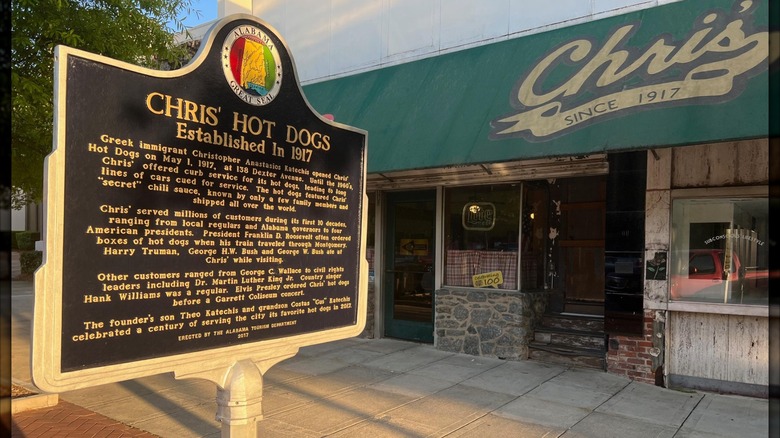 ALABAMA
GREAT SEAL
CHRIS' HOT DOGS
Established In 1917
Greek immigrant Christopher Anastasios Katechis opened Chris'
Hot Dogs on May 1, 1917, at 138 Dexter Avenue. Until the 1960's,
Chris' offered curb service for its hot dogs, leading to long
lines of cars cued for service. The hot dogs featured Chris'
"secret" chili sauce, known by only a few family members and
shipped all over the world.
Chris' served millions of customers during its first 10 decades,
ranging from local regulars and Alabama governors to four
American presidents. President Franklin D. Roosevelt often ordered
boxes of hot dogs when his train traveled through Montgomery.
Harry Truman, George H.W. Bush and George W. Bush ate at
Chris' while visiting.
Other customers ranged from George C. Wallace to civil rights
leaders including Dr. Martin Luther King Jr. Country singer
Hank Williams was a regular. Elvis Presley ordered Chris' hot dogs
before a Garrett Coliseum concert.
The founder's son Theo Katechis and grandson Costas "Gus" Katechis
celebrated a century of serving the city its favorite hot dogs in 2017.
ERECTED BY THE ALABAMA TOURISM DEPARTMENT
2017
Chris'
SINCE 1917
100